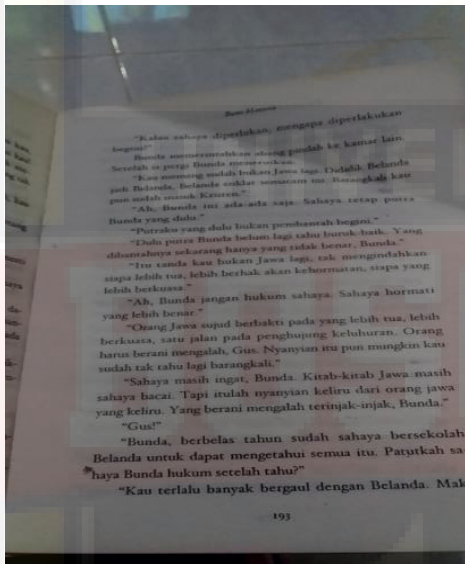 Bumi Manusia
"Kalau sahaya diperlukan, mengapa diperlakukan
begini?"
Bunda memerintahkan abang pindah ke kamar lain.
Setelah ia pergi Bunda meneruskan.
"Kau memang sudah bukan Jawa lagi. Dididik Belanda
jadi Belanda, Belanda coklat semacam ini. Barangkali kau
pun sudah masuk Kristen."
"Ah, Bunda ini ada-ada saja. Sahaya tetap putra
Bunda yang dulu."
"Putraku yang dulu bukan pembantah begini."
"Dulu putra Bunda belum lagi tahu buruk-baik. Yang
dibantahnya sekarang hanya yang tidak benar, Bunda."
"Itu tanda kau bukan Jawa lagi, tak mengindahkan
siapa lebih tua, lebih berhak akan kehormatan, siapa yang
lebih berkuasa."
"Ah, Bunda jangan hukum sahaya. Sahaya hormati
yang lebih benar."
"Orang Jawa sujud berbakti pada yang lebih tua, lebih
berkuasa, satu jalan pada penghujung keluhuran. Orang
harus berani mengalah, Gus. Nyanyian itu pun mungkin kau
sudah tak tahu lagi barangkali."
"Sahaya masih ingat, Bunda. Kitab-kitab Jawa masih
sahaya bacai. Tapi itulah nyanyian keliru dari orang jawa
yang keliru. Yang berani mengalah terinjak-injak, Bunda."
"Gus!"
"Bunda, berbelas tahun sudah sahaya bersekolah
Belanda untuk dapat mengetahui semua itu. Patutkah sa-
haya Bunda hukum setelah tahu?"
"Kau terlalu banyak bergaul dengan Belanda. Mak
193